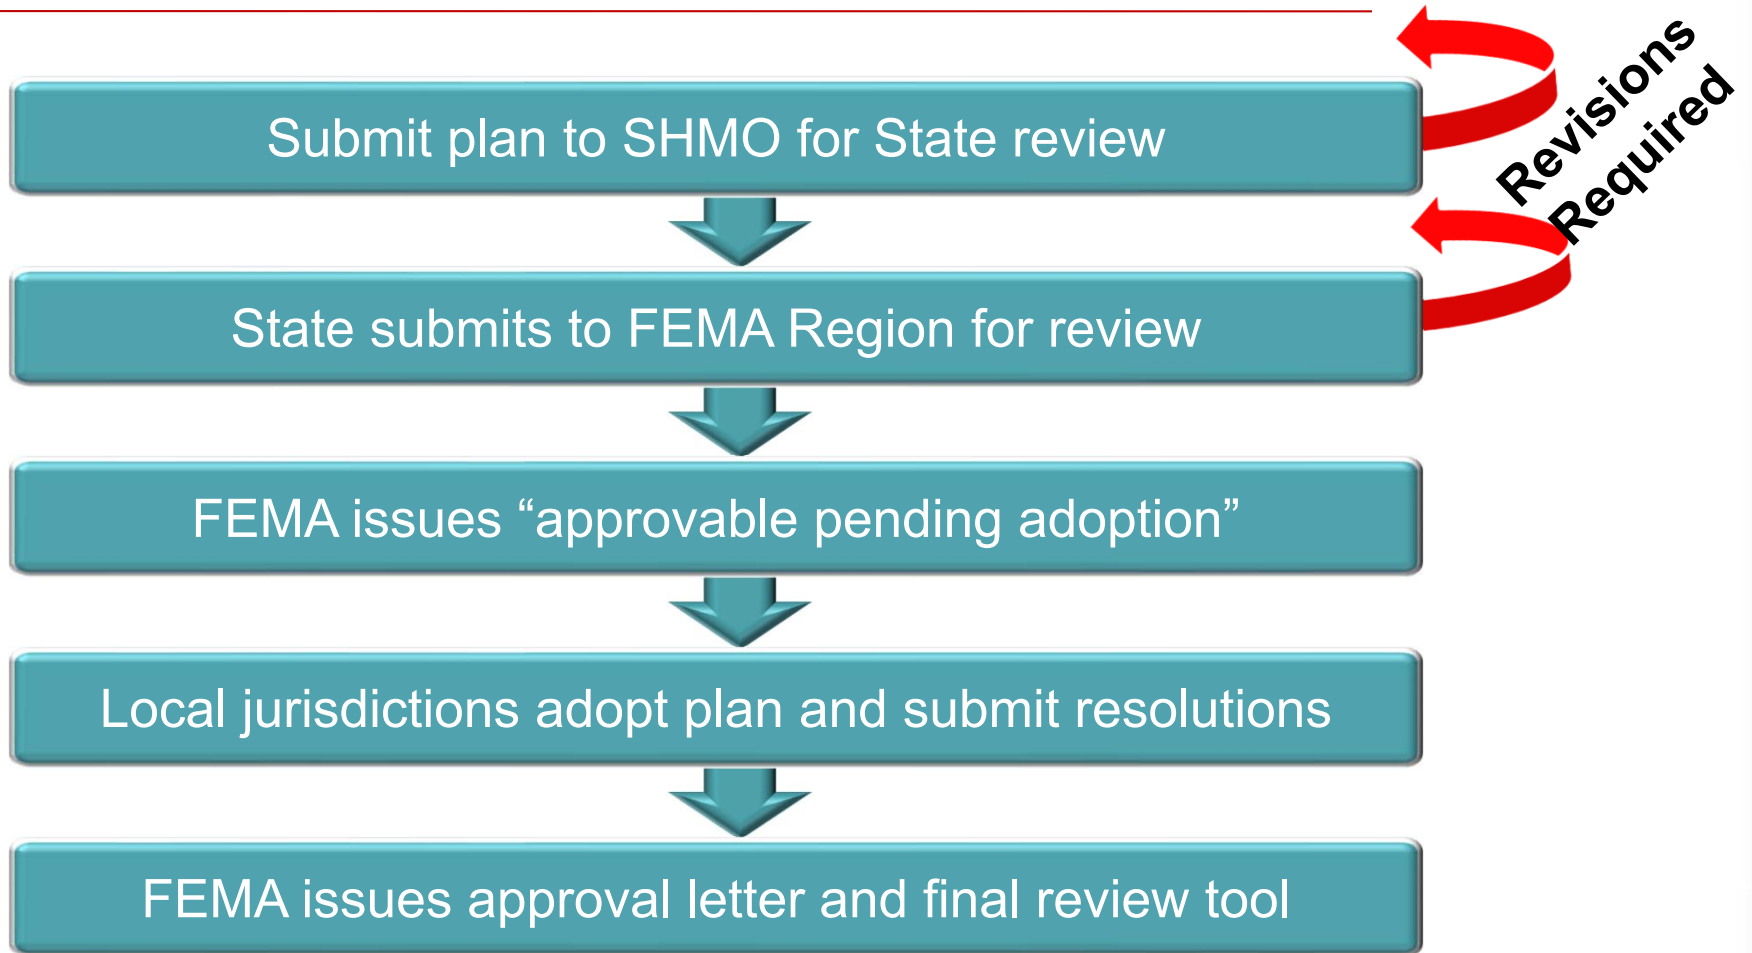 Revisions
Required
Submit plan to SHMO for State review
State submits to FEMA Region for review
FEMA issues “approvable pending adoption”
Local jurisdictions adopt plan and submit resolutions
FEMA issues approval letter and final review tool